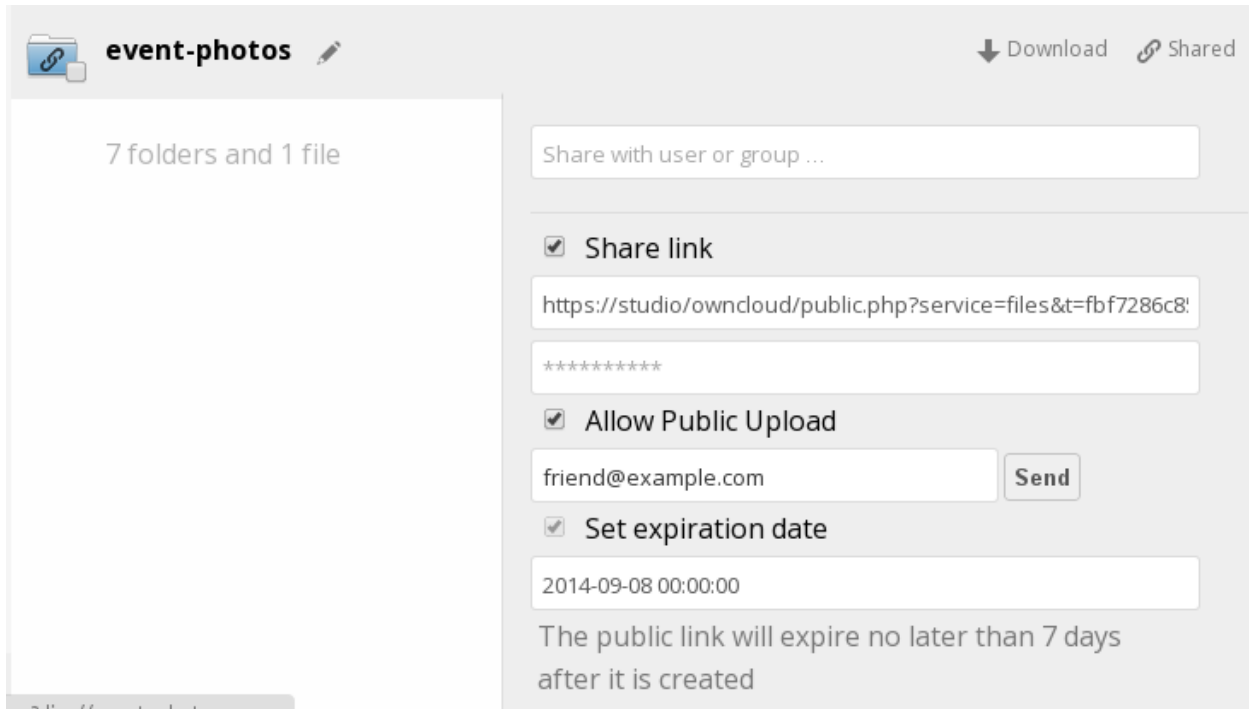 event-photos
Download
Shared
7 folders and 1 file
Share with user or group ...
Share link
https://studio/owncloud/public.php?service=files&t=fbf7286c8
**********
Allow Public Upload
friend@example.com
Send
Set expiration date
2014-09-08 00:00:00
The public link will expire no later than 7 days
after it is created